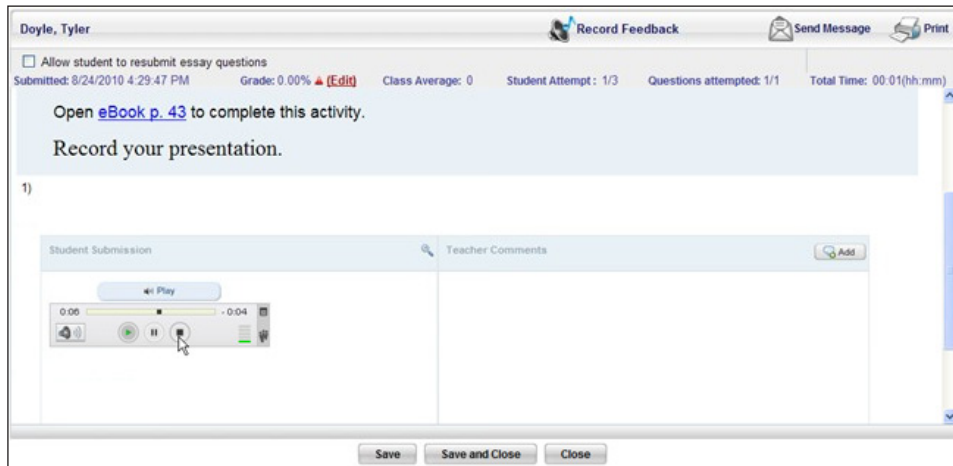 Doyle, Tyler Record Feedback Send Message Print
Allow student to resubmit essay questions
Submitted: 8/24/2010 4:29:47 PM Grade: 0.00% (Edit) Class Average: 0 Student Attempt : 1/3 Questions attempted: 1/1 Total Time: 00:01(hh:mm)
Open eBook p. 43 to complete this activity.
Record your presentation.
1)
Student Submission Teacher Comments Add
Play
0:06 - 0:04
Save Save and Close Close